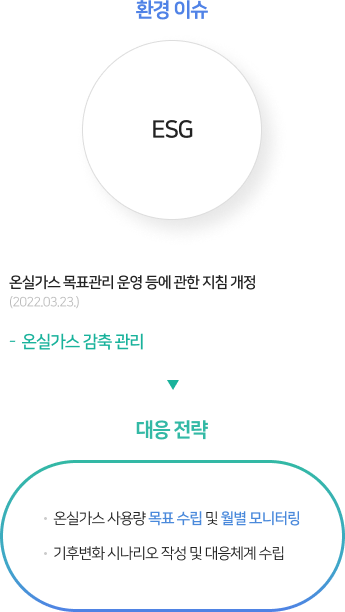 환경 이슈
ESG
온실가스 목표관리 운영 등에 관한 지침 개정
(2022.03.23.)
- 온실가스 감축 관리
▼
대응 전략
· 온실가스 사용량 목표 수립 및 월별 모니터링
· 기후변화 시나리오 작성 및 대응체계 수립